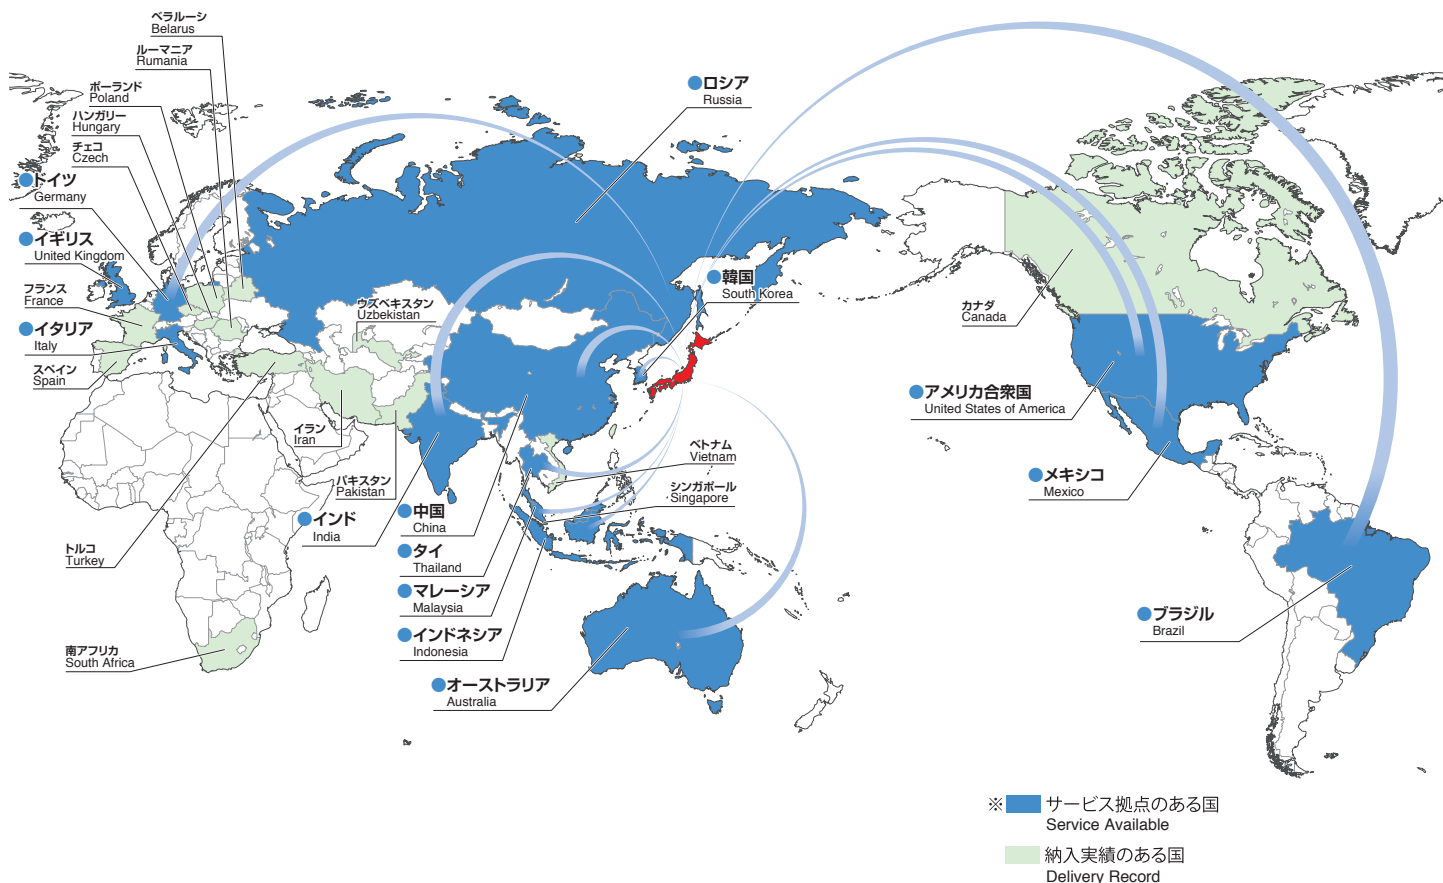 ベラルーシ
Belarus
ルーマニア
Rumania
ポーランド
Poland
ハンガリー
Hungary
チェコ
Czech
ドイツ
Germany
イギリス
United Kingdom
フランス
France
イタリア
Italy
スペイン
Spain
ウズベキスタン
Uzbekistan
ロシア
Russia
韓国
South Korea
カナダ
Canada
アメリカ合衆国
United States of America
メキシコ
Mexico
ブラジル
Brazil
イラン
Iran
パキスタン
Pakistan
トルコ
Turkey
インド
India
中国
China
タイ
Thailand
マレーシア
Malaysia
インドネシア
Indonesia
ベトナム
Vietnam
シンガポール
Singapore
南アフリカ
South Africa
オーストラリア
Australia
※ サービス拠点のある国
Service Available
納入実績のある国
Delivery Record